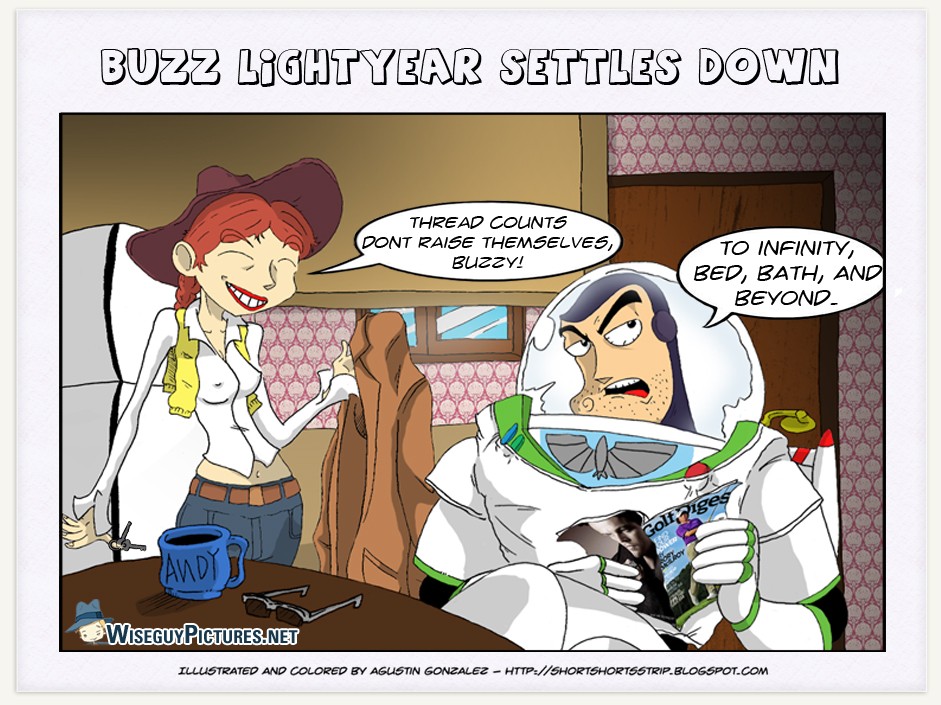 BUZZ LIGHTYEAR SETTLES DOWN
THREAD COUNTS
DONT RAISE THEMSELVES,
BUZZY!
TO INFINITY,
BED, BATH, AND
BEYOND...
Golf Diges
ANDY
WISEGUYPICTURES.NET
ILLUSTRATED AND COLORED BY AGUSTIN GONZALEZ - HTTP://SHORTSHORTSSTRIP.BLOGSPOT.COM